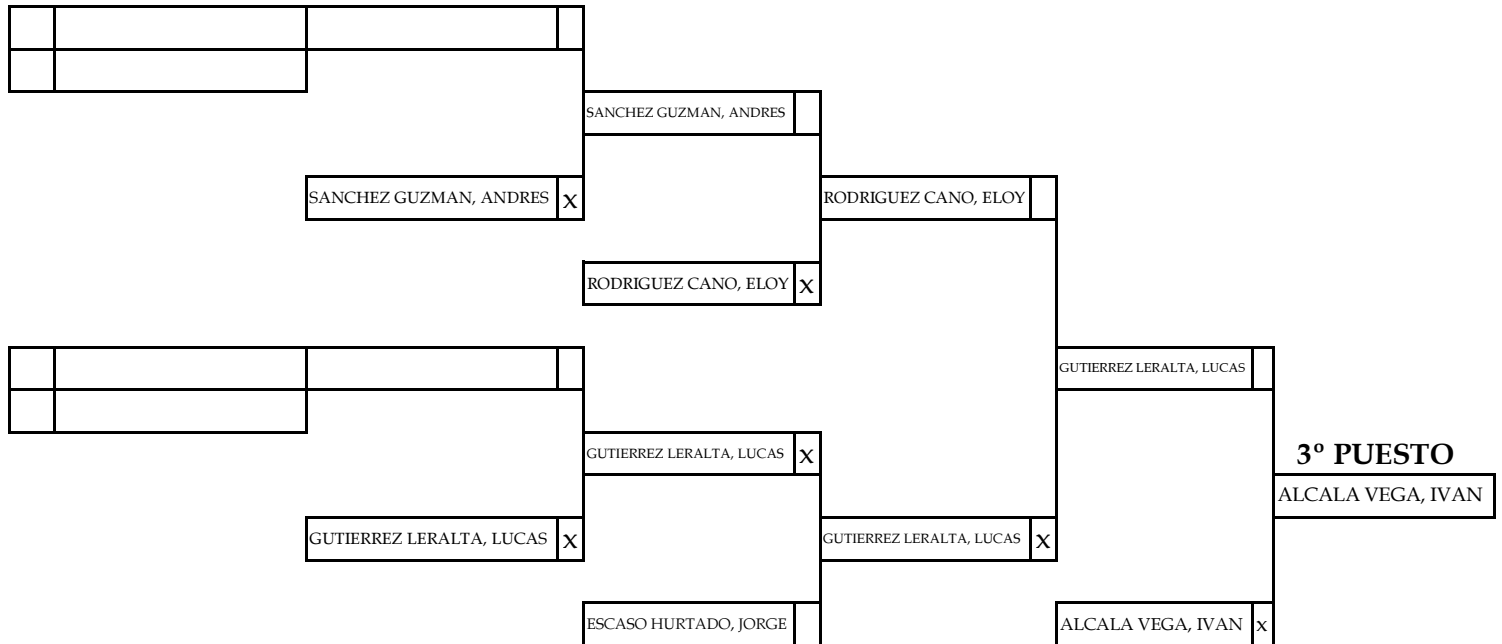 SANCHEZ GUZMAN, ANDRES
SANCHEZ GUZMAN, ANDRES x
RODRIGUEZ CANO, ELOY
RODRIGUEZ CANO, ELOY x
GUTIERREZ LERALTA, LUCAS
GUTIERREZ LERALTA, LUCAS x
3º PUESTO
ALCALA VEGA, IVAN
GUTIERREZ LERALTA, LUCAS x
GUTIERREZ LERALTA, LUCAS x
ESCASO HURTADO, JORGE
ALCALA VEGA, IVAN x